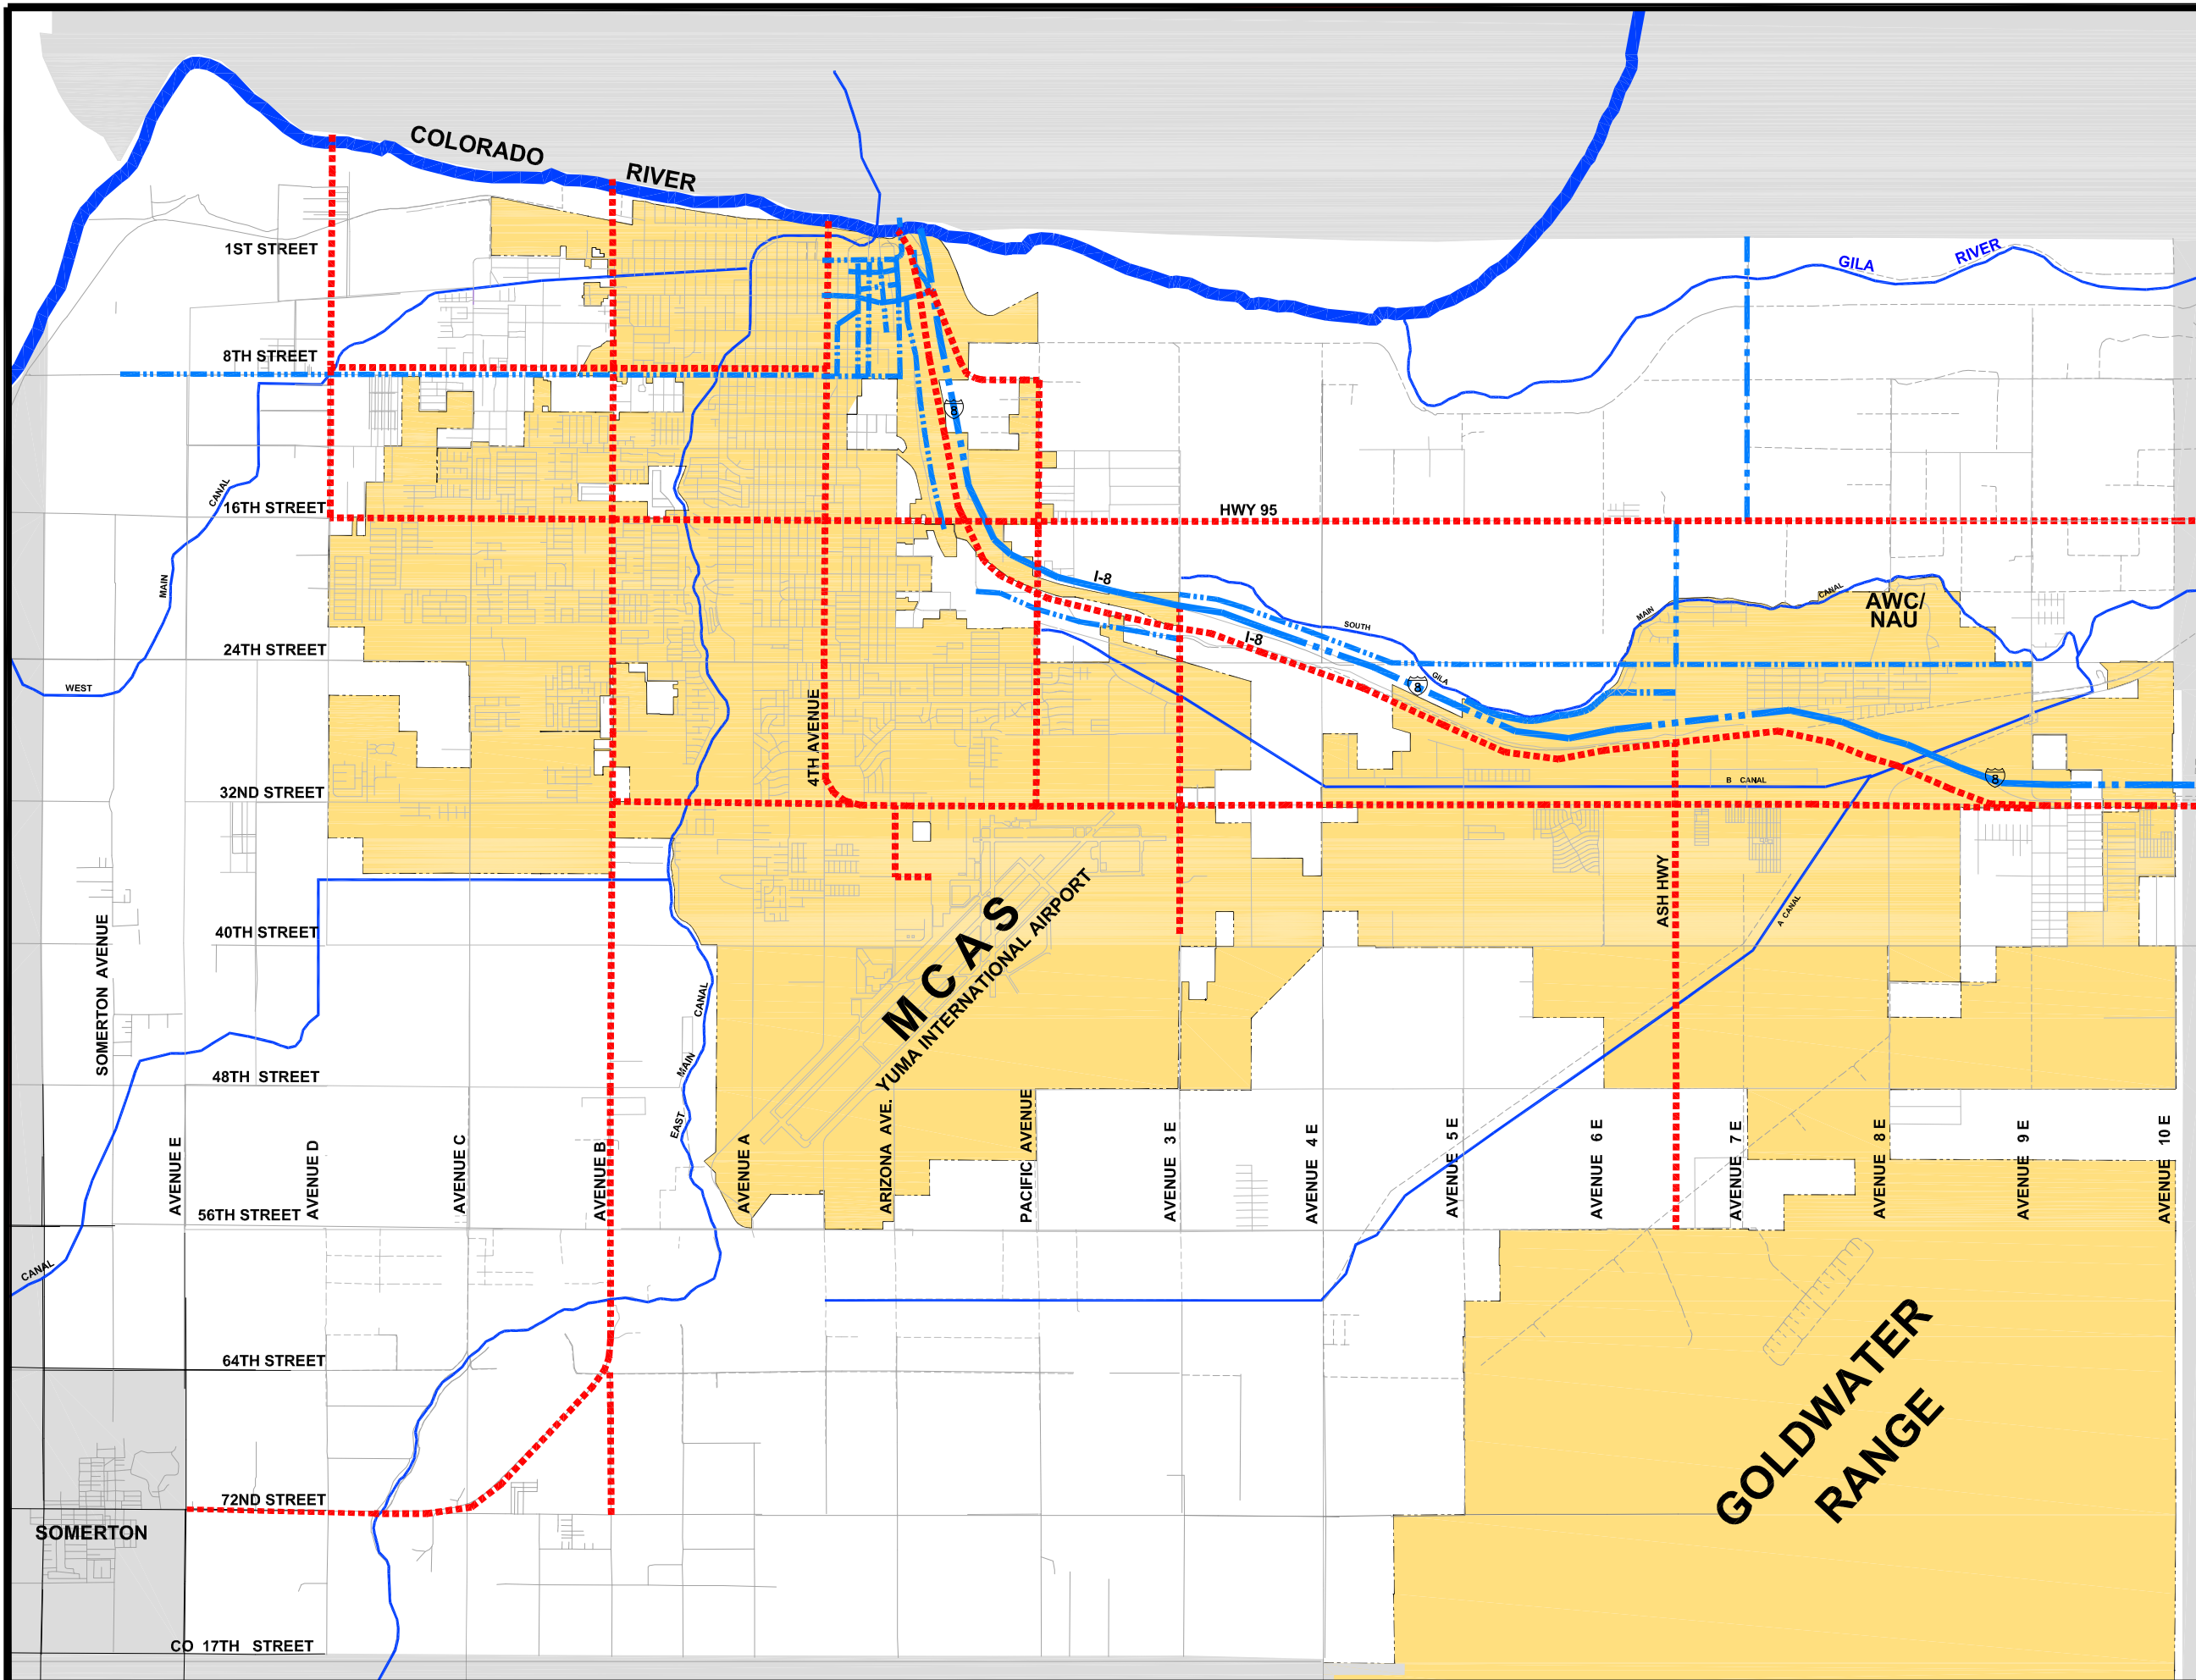 COLORADO
RIVER
1ST STREET
GILA
RIVER
8TH STREET
8
CANAL
16TH STREET
HWY 95
MAIN
I-8
CANAL
AWC/
NAU
MAIN
SOUTH
I-8
24TH STREET
WEST
GILA
8
4TH AVENUE
32ND STREET
B CANAL
8
ASH HWY
A CANAL
SOMERTON AVENUE
40TH STREET
MCAS
YUMA INTERNATIONAL AIRPORT
CANAL
MAIN
EAST
48TH STREET
AVENUE E
AVENUE D
AVENUE C
AVENUE B
AVENUE A
ARIZONA AVE.
PACIFIC AVENUE
AVENUE 3 E
AVENUE 4 E
AVENUE 5 E
AVENUE 6 E
AVENUE 7 E
AVENUE 8 E
AVENUE 9 E
AVENUE 10 E
56TH STREET
CANAL
64TH STREET
GOLDWATER
RANGE
72ND STREET
SOMERTON
CO 17TH STREET